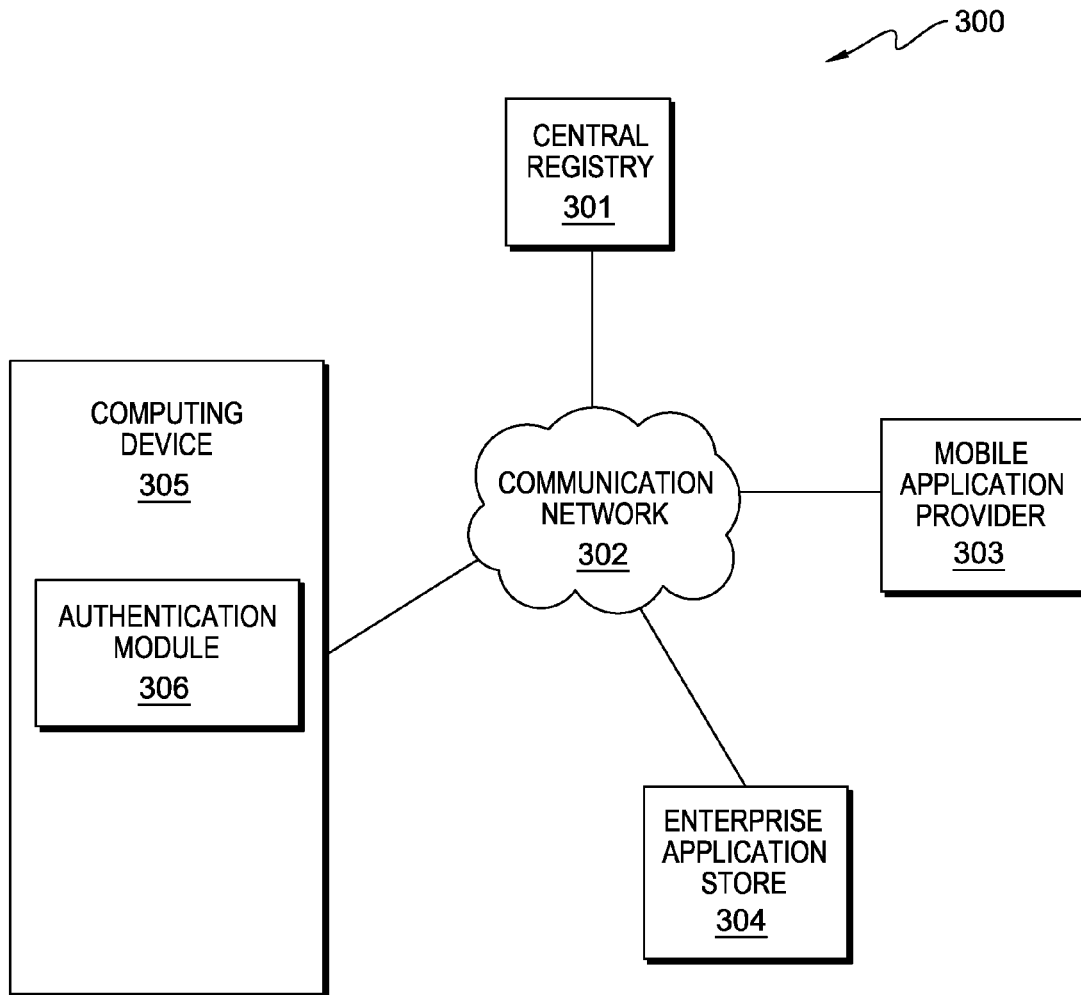 300
CENTRAL
REGISTRY
301
COMPUTING
DEVICE
305
COMMUNICATION
NETWORK
302
MOBILE
APPLICATION
PROVIDER
303
AUTHENTICATION
MODULE
306
ENTERPRISE
APPLICATION
STORE
304